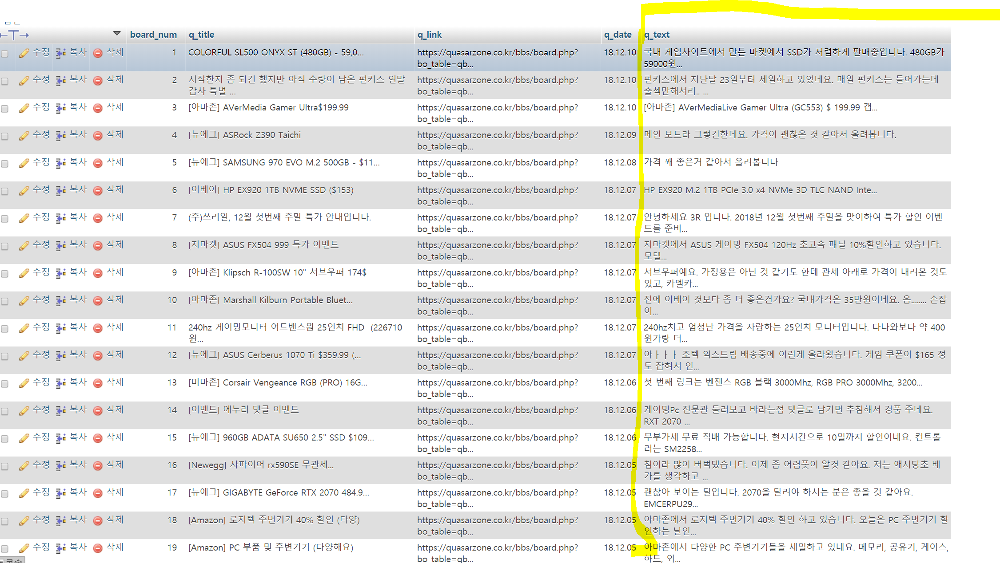 board_num q_title q_link q_date q_text
수정 복사 삭제 1 COLORFUL SL500 ONYX ST (480GB) - 59,0... https://quasarzone.co.kr/bbs/board.php? 18.12.10 국내 게임사이트에서 만든 마켓에서 SSD가 저렴하게 판매중입니다. 480GB가
bo_table=qb... 59000원...
수정 복사 삭제 2 시작한지 좀 되긴 했지만 아직 수량이 남은 펀키스 연말 https://quasarzone.co.kr/bbs/board.php? 18.12.10 펀키스에서 지난달 23일부터 세일하고 있었네요. 매일 펀키스는 들어가는데
감사 특별 ... bo_table=qb... 출첵만해서리.. ...
수정 복사 삭제 3 [아마존] AVerMedia Gamer Ultra$199.99 https://quasarzone.co.kr/bbs/board.php? 18.12.10 [아마존] AVerMediaLive Gamer Ultra (GC553) $ 199.99 캡...
bo_table=qb...
수정 복사 삭제 4 [뉴에그] ASRock Z390 Taichi https://quasarzone.co.kr/bbs/board.php? 18.12.09 메인 보드라 그렇긴한데요. 가격이 괜찮은 것 같아서 올려봅니다.
bo_table=qb...
수정 복사 삭제 5 [뉴에그] SAMSUNG 970 EVO M.2 500GB - $11... https://quasarzone.co.kr/bbs/board.php? 18.12.08 가격 꽤 좋은거 같아서 올려봅니다
bo_table=qb...
수정 복사 삭제 6 [이베이] HP EX920 1TB NVME SSD ($153) https://quasarzone.co.kr/bbs/board.php? 18.12.07 HP EX920 M.2 1TB PCIe 3.0 x4 NVMe 3D TLC NAND Inte...
bo_table=qb...
수정 복사 삭제 7 (주)쓰리알, 12월 첫번째 주말 특가 안내입니다. https://quasarzone.co.kr/bbs/board.php? 18.12.07 안녕하세요 3R 입니다. 2018년 12월 첫번째 주말을 맞이하여 특가 할인 이벤
bo_table=qb... 트를 준비...
수정 복사 삭제 8 [지마켓] ASUS FX504 999 특가 이벤트 https://quasarzone.co.kr/bbs/board.php? 18.12.07 지마켓에서 ASUS 게이밍 FX504 120Hz 초고속 패널 10%할인하고 있습니다.
bo_table=qb... 모델...
수정 복사 삭제 9 [아마존] Klipsch R-100SW 10" 서브우퍼 174$ https://quasarzone.co.kr/bbs/board.php? 18.12.07 서브우퍼예요. 가정용은 아닌 것 같기도 한데 관세 아래로 가격이 내려온 것도
bo_table=qb... 있고, 카멜카...
수정 복사 삭제 10 [아마존] Marshall Kilburn Portable Bluet... https://quasarzone.co.kr/bbs/board.php? 18.12.07 전에 이베이 것보다 좀 더 좋은건가요? 국내가격은 35만원이네요. 음........ 손잡
bo_table=qb... 이...
수정 복사 삭제 11 240hz 게이밍모니터 어드밴스원 25인치 FHD (226710 https://quasarzone.co.kr/bbs/board.php? 18.12.07 240hz치고 엄청난 가격을 자랑하는 25인치 모니터입니다. 다나와보다 약 400
원... bo_table=qb... 원가량 더...
수정 복사 삭제 12 [뉴에그] ASUS Cerberus 1070 Ti $359.99 (... https://quasarzone.co.kr/bbs/board.php? 18.12.07 아ㅏㅏㅏ 조텍 익스트림 배송중에 이런게 올라왔습니다. 게임 쿠폰이 $165 정
bo_table=qb... 도 잡혀서 인...
수정 복사 삭제 13 [미마존] Corsair Vengeance RGB (PRO) 16G... https://quasarzone.co.kr/bbs/board.php? 18.12.06 첫 번째 링크는 벤젠스 RGB 블랙 3000Mhz, RGB PRO 3000Mhz, 3200...
bo_table=qb...
수정 복사 삭제 14 [이벤트] 에누리 댓글 이벤트 https://quasarzone.co.kr/bbs/board.php? 18.12.06 게이밍Pc 전문관 둘러보고 바라는점 댓글로 남기면 추첨해서 경품 주네요.
bo_table=qb... RXT 2070 ...
수정 복사 삭제 15 [뉴에그] 960GB ADATA SU650 2.5" SSD $109... https://quasarzone.co.kr/bbs/board.php? 18.12.06 무부가세 무료 직배 가능합니다. 현지시간으로 10일까지 할인이네요. 컨트롤
bo_table=qb... 러는 SM2258...
수정 복사 삭제 16 [Newegg] 사파이어 rx590SE 무관세... https://quasarzone.co.kr/bbs/board.php? 18.12.05 첨이라 많이 버벅댔습니다. 이제 좀 어렴풋이 알것 같아요. 저는 애시당초 베
bo_table=qb... 가를 생각하고 ...
수정 복사 삭제 17 [뉴에그] GIGABYTE GeForce RTX 2070 484.9... https://quasarzone.co.kr/bbs/board.php? 18.12.05 괜찮아 보이는 딜입니다. 2070을 달려야 하시는 분은 좋을 것 같아요.
bo_table=qb... EMCERPU29...
수정 복사 삭제 18 [Amazon] 로지텍 주변기기 40% 할인 (다양) https://quasarzone.co.kr/bbs/board.php? 18.12.05 아마존에서 로지텍 주변기기 40% 할인 하고 있습니다. 오늘은 PC 주변기기 할
bo_table=qb... 인하는 날인...
수정 복사 삭제 19 [Amazon] PC 부품 및 주변기기 (다양해요) https://quasarzone.co.kr/bbs/board.php? 18.12.05 아마존에서 다양한 PC 주변기기들을 세일하고 있네요. 메모리, 공유기, 케이스,
bo_table=qb... 하드, 외...